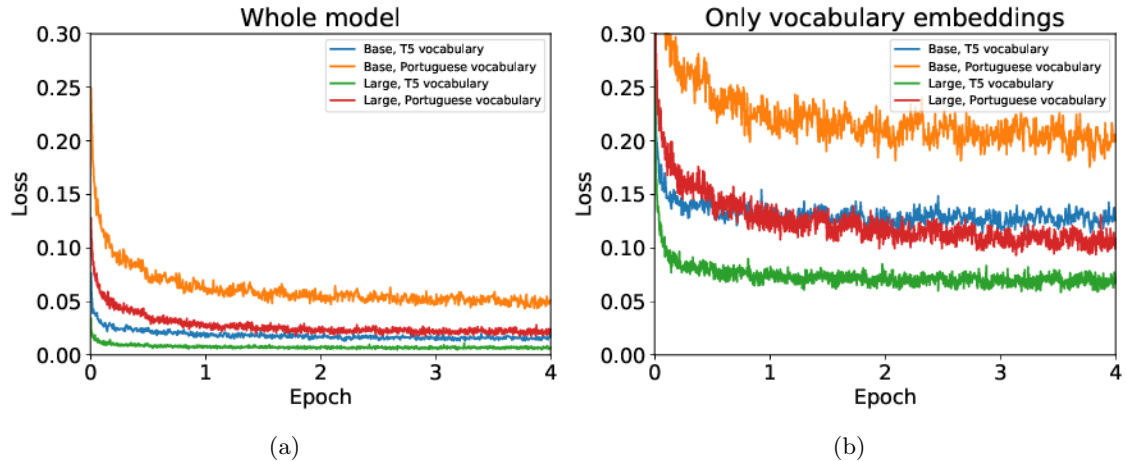 Whole model
0.30
0.25
0.20
0.15
0.10
0.05
0.00
Loss
0 1 2 3 4
Epoch
Base, T5 vocabulary
Base, Portuguese vocabulary
Large, T5 vocabulary
Large, Portuguese vocabulary
(a)
Only vocabulary embeddings
0.30
0.25
0.20
0.15
0.10
0.05
0.00
Loss
0 1 2 3 4
Epoch
Base, T5 vocabulary
Base, Portuguese vocabulary
Large, T5 vocabulary
Large, Portuguese vocabulary
(b)